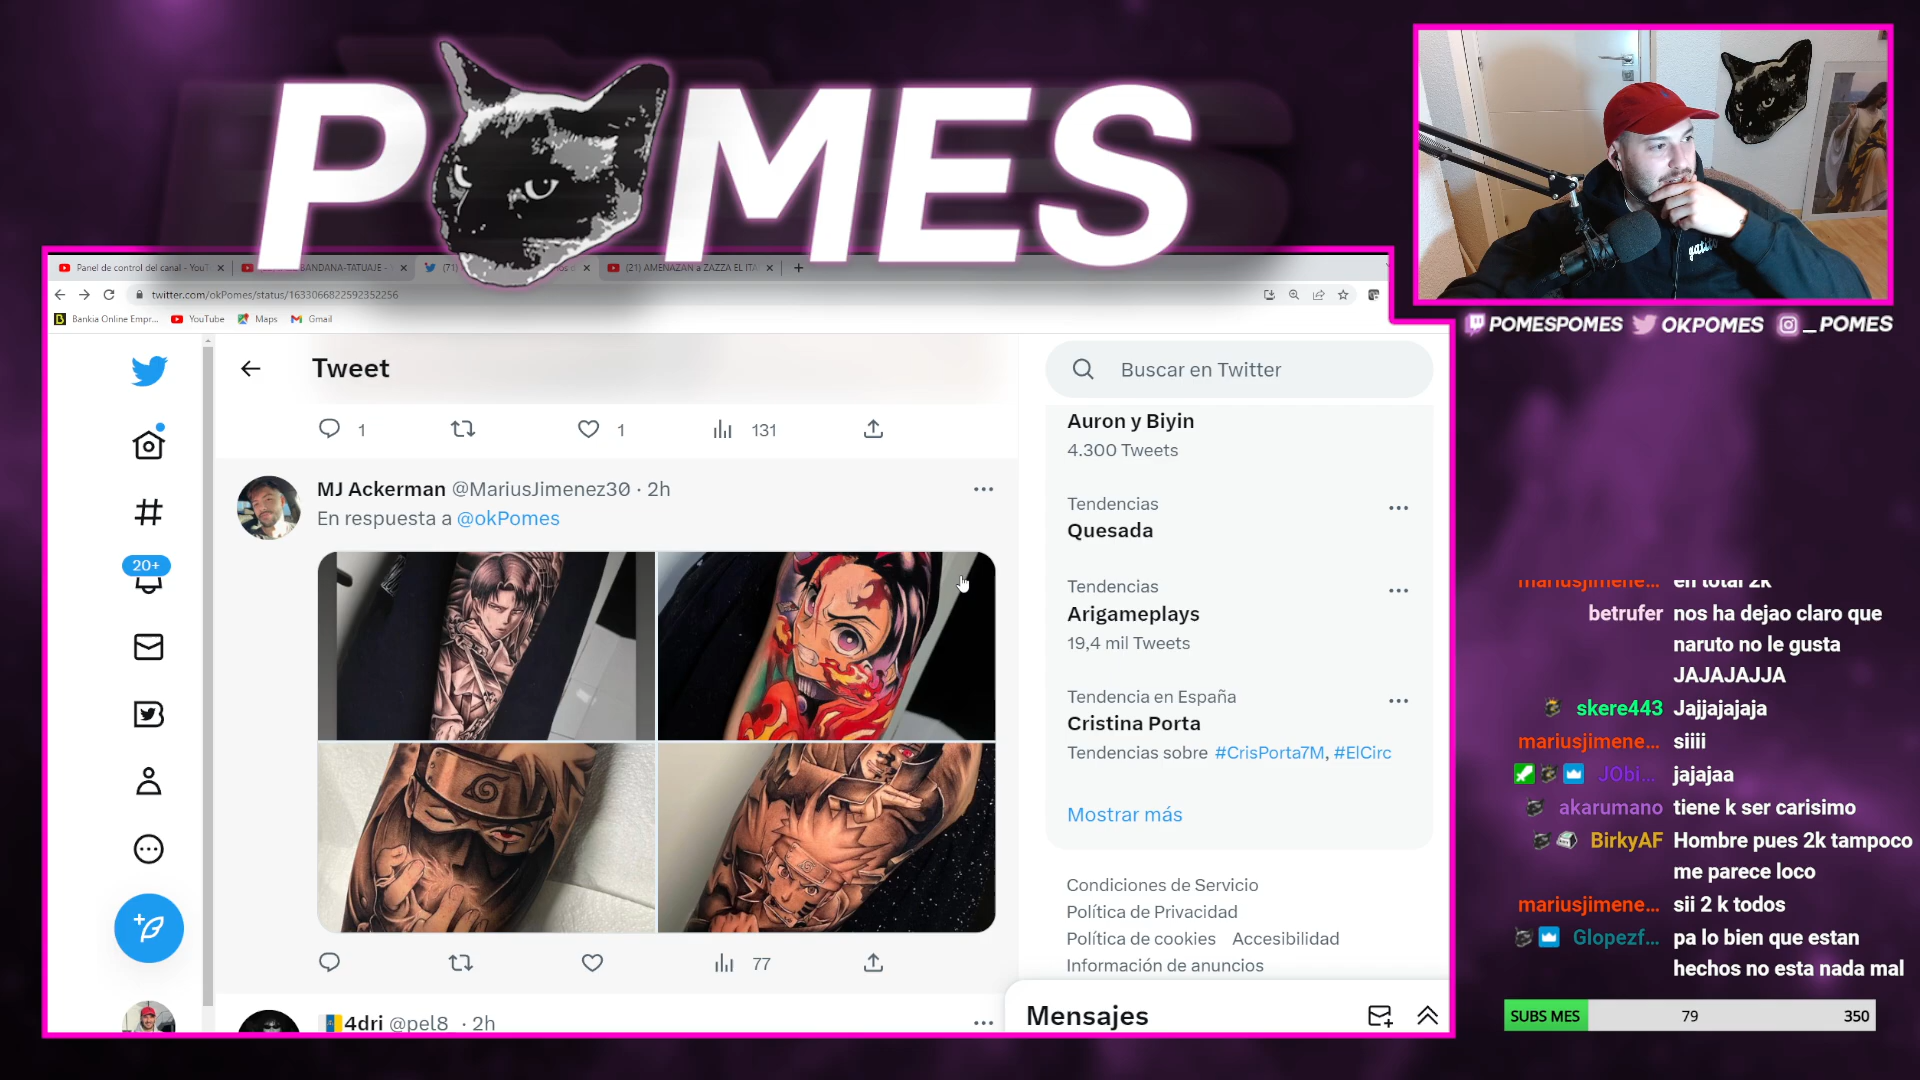 POMES
Panel de control del canal - YouT
BANDANA-TATUAJE -
(71)
(21) AMENAZAN a ZAZZA EL ITA
twitter.com/okPomes/status/1633066822592352256
Bankia Online Empr...
YouTube
Maps
Gmail
Tweet
1
1
131
MJ Ackerman @MariusJimenez30 · 2h
En respuesta a @okPomes
77
4dri @pel8 · 2h
20+
Buscar en Twitter
Auron y Biyin
4.300 Tweets
Tendencias
Quesada
Tendencias
Arigameplays
19,4 mil Tweets
Tendencia en España
Cristina Porta
Tendencias sobre #CrisPorta7M, #ElCirc
Mostrar más
Condiciones de Servicio
Política de Privacidad
Política de cookies Accesibilidad
Información de anuncios
Mensajes
POMESPOMES OKPOMES _POMES
mariusjimene... en total 2k
betrufer nos ha dejao claro que
naruto no le gusta
JAJAJAJJA
skere443 Jajjajajaja
mariusjimene... siiii
JObi... jajajaa
akarumano tiene k ser carisimo
BirkyAF Hombre pues 2k tampoco
me parece loco
mariusjimene... sii 2 k todos
Glopezf... pa lo bien que estan
hechos no esta nada mal
SUBS MES 79 350